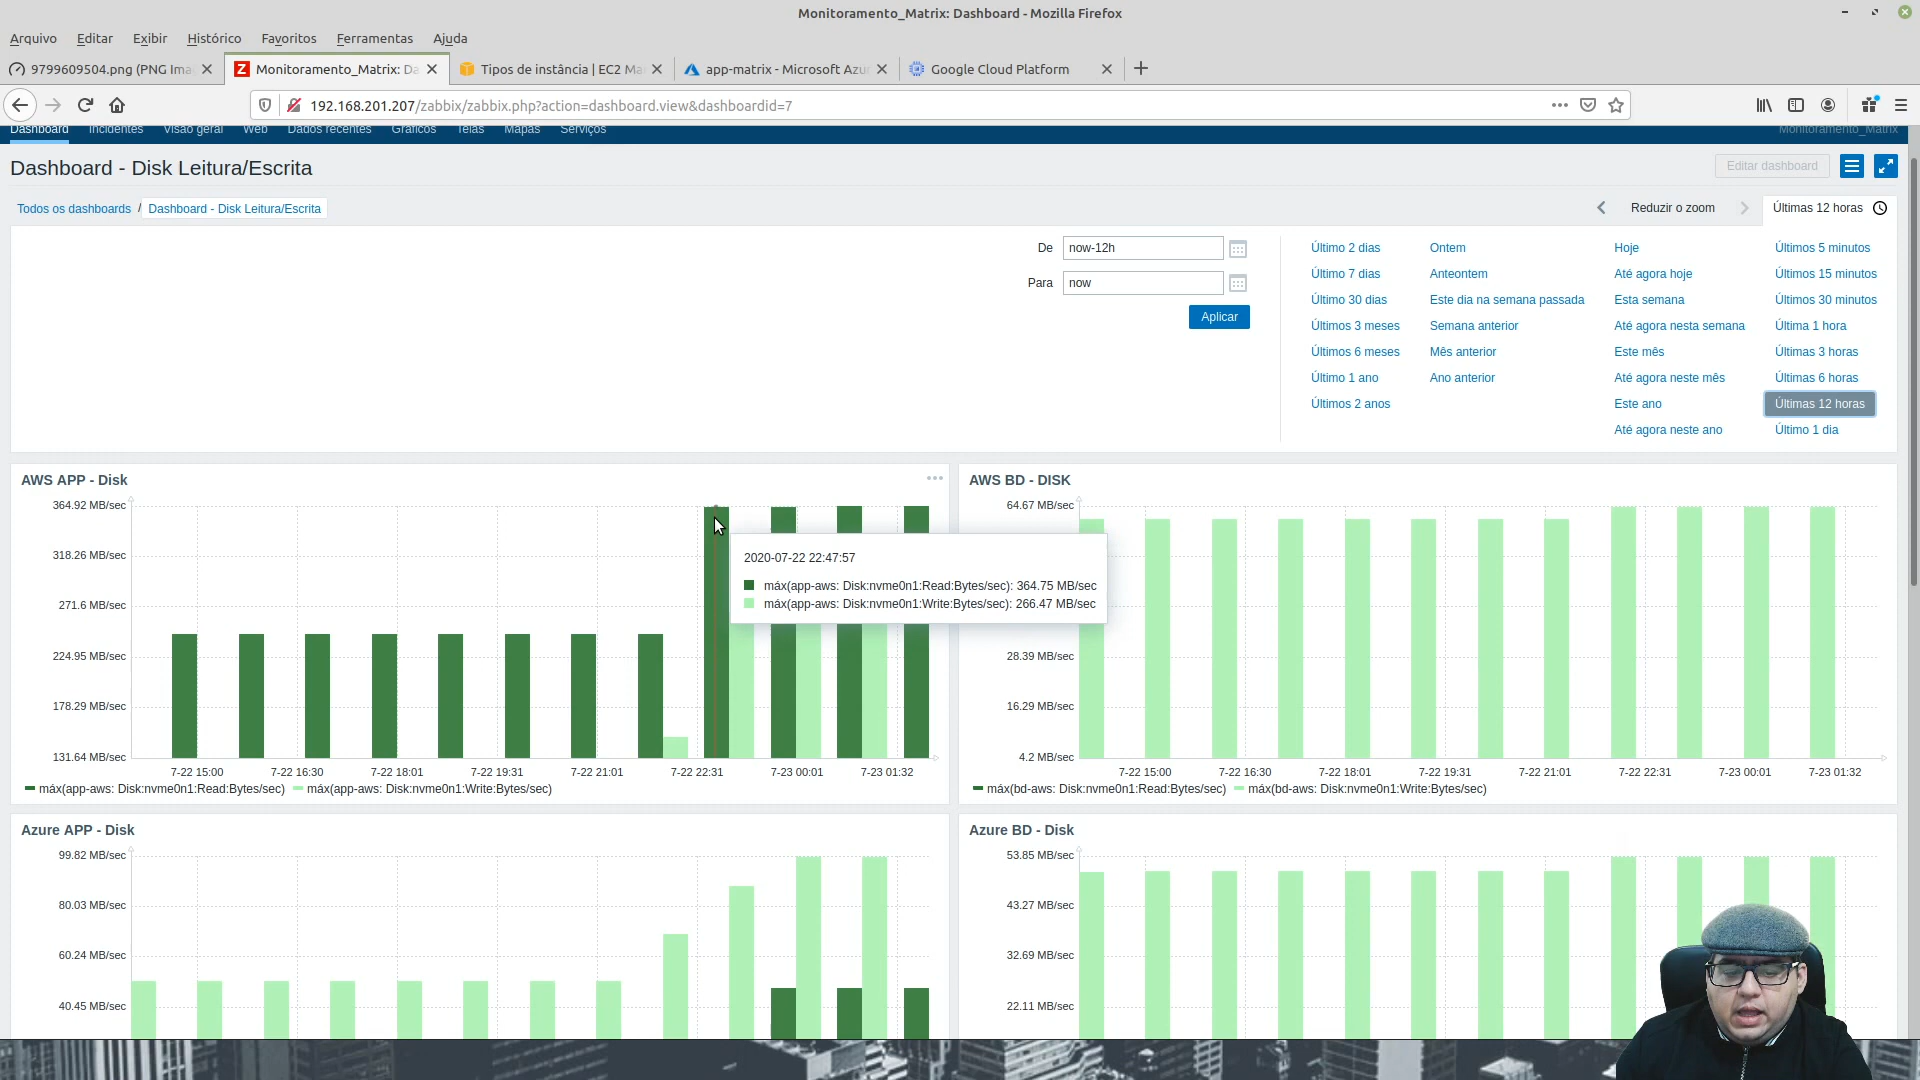 Monitoramento_Matrix: Dashboard - Mozilla Firefox
Arquivo Editar Exibir Histórico Favoritos Ferramentas Ajuda
9799609504.png (PNG Ima
Monitoramento_Matrix: Da
Tipos de instância | EC2 Ma
app-matrix - Microsoft Azu
Google Cloud Platform
192.168.201.207/zabbix/zabbix.php?action=dashboard.view&dashboardid=7
Dashboard Incidentes Visão geral Web Dados recentes Gráficos Telas Mapas Serviços Monitoramento_Matrix
Dashboard - Disk Leitura/Escrita
Editar dashboard
Todos os dashboards / Dashboard - Disk Leitura/Escrita
Reduzir o zoom
Últimas 12 horas
De now-12h
Para now
Aplicar
Último 2 dias Ontem Hoje Últimos 5 minutos
Último 7 dias Anteontem Até agora hoje Últimos 15 minutos
Último 30 dias Este dia na semana passada Esta semana Últimos 30 minutos
Últimos 3 meses Semana anterior Até agora nesta semana Última 1 hora
Últimos 6 meses Mês anterior Este mês Últimas 3 horas
Último 1 ano Ano anterior Até agora neste mês Últimas 6 horas
Últimos 2 anos Este ano Últimas 12 horas
Até agora neste ano Último 1 dia
AWS APP - Disk
364.92 MB/sec
318.26 MB/sec
271.6 MB/sec
224.95 MB/sec
178.29 MB/sec
131.64 MB/sec
7-22 15:00 7-22 16:30 7-22 18:01 7-22 19:31 7-22 21:01 7-22 22:31 7-23 00:01 7-23 01:32
máx(app-aws: Disk:nvme0n1:Read:Bytes/sec) máx(app-aws: Disk:nvme0n1:Write:Bytes/sec)
2020-07-22 22:47:57
máx(app-aws: Disk:nvme0n1:Read:Bytes/sec): 364.75 MB/sec
máx(app-aws: Disk:nvme0n1:Write:Bytes/sec): 266.47 MB/sec
AWS BD - DISK
64.67 MB/sec
28.39 MB/sec
16.29 MB/sec
4.2 MB/sec
7-22 15:00 7-22 16:30 7-22 18:01 7-22 19:31 7-22 21:01 7-22 22:31 7-23 00:01 7-23 01:32
máx(bd-aws: Disk:nvme0n1:Read:Bytes/sec) máx(bd-aws: Disk:nvme0n1:Write:Bytes/sec)
Azure APP - Disk
99.82 MB/sec
80.03 MB/sec
60.24 MB/sec
40.45 MB/sec
Azure BD - Disk
53.85 MB/sec
43.27 MB/sec
32.69 MB/sec
22.11 MB/sec